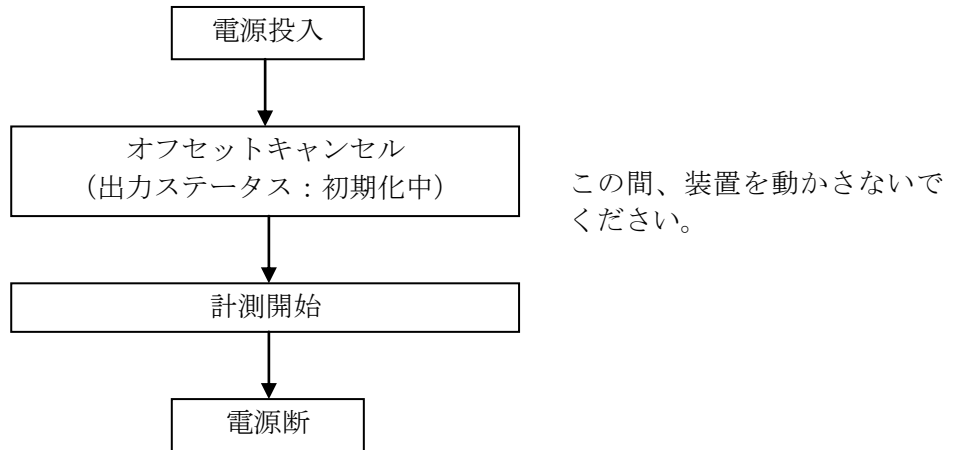 電源投入
オフセットキャンセル
(出力ステータス:初期化中)
この間、装置を動かさないで
ください。
計測開始
電源断